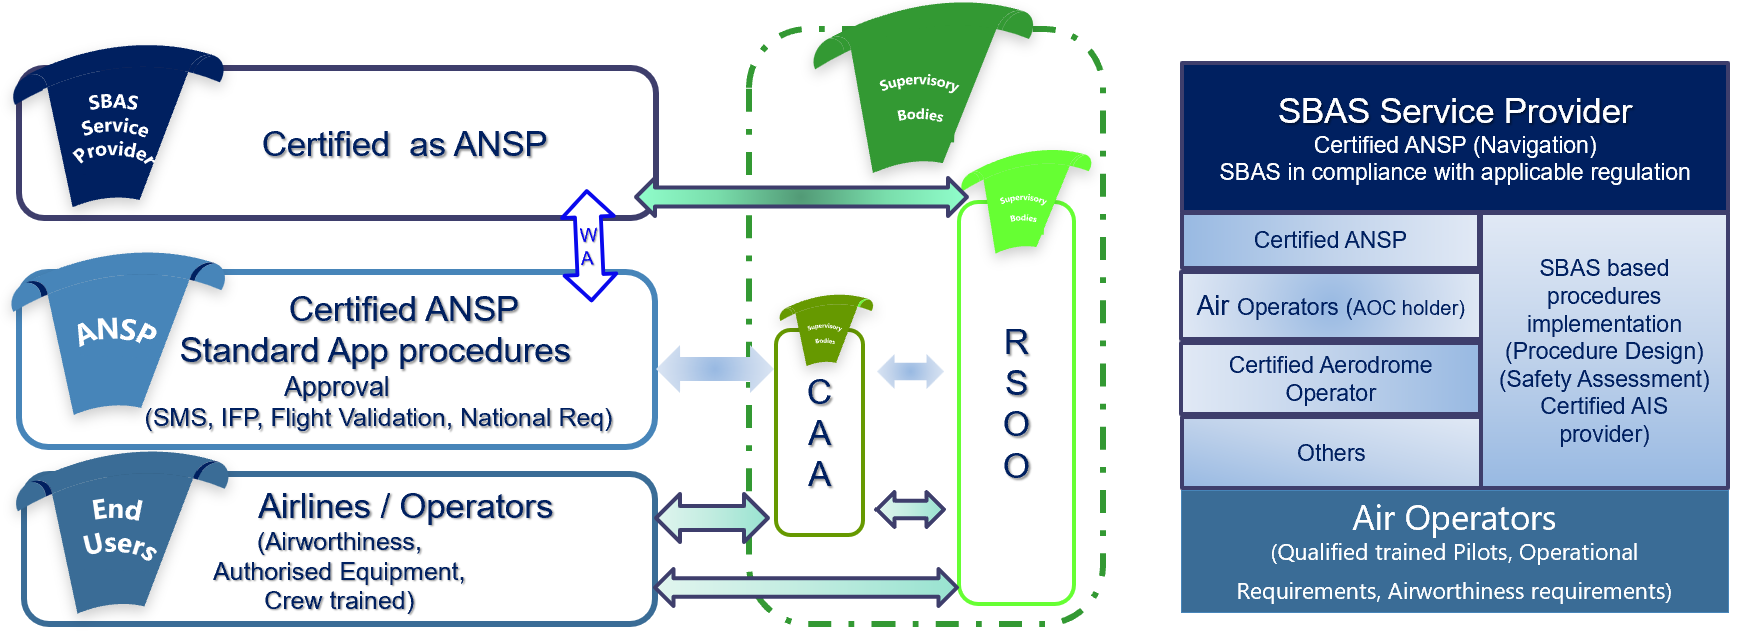 SBAS
Service
Provider
Certified as ANSP
W
A
ANSP
Certified ANSP
Standard App procedures
Approval
(SMS, IFP, Flight Validation, National Req)
End
Users
Airlines / Operators
(Airworthiness,
Authorised Equipment,
Crew trained)
Supervisory
Bodies
Supervisory
Bodies
Supervisory
Bodies
C
A
A
R
S
O
O
SBAS Service Provider
Certified ANSP (Navigation)
SBAS in compliance with applicable regulation
Certified ANSP
Air Operators (AOC holder)
Certified Aerodrome
Operator
Others
SBAS based
procedures
implementation
(Procedure Design)
(Safety Assessment)
Certified AIS
provider)
Air Operators
(Qualified trained Pilots, Operational
Requirements, Airworthiness requirements)